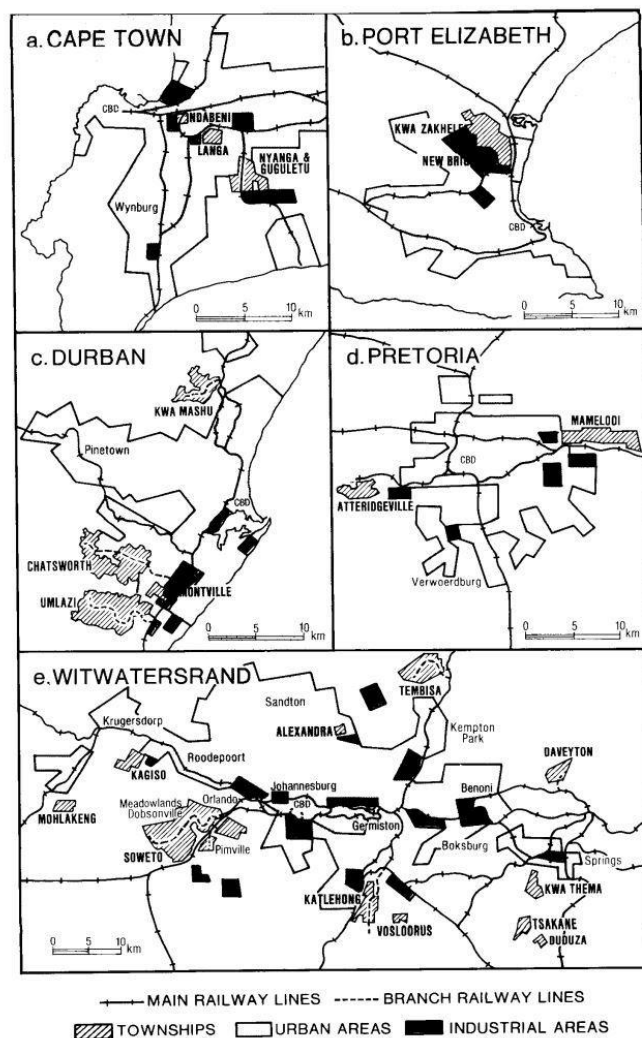 a. CAPE TOWN
CBD
NDABENI
LANGA
NYANGA &
GUGULETU
Wynburg
0 5 10
km
b. PORT ELIZABETH
KWA ZAKHELE
NEW BRI
CBD
0 5 10
km
c. DURBAN
KWA MASHU
Pinetown
CBD
CHATSWORTH
MONTVILLE
UMLAZI
0 5 10
km
d. PRETORIA
MAMELODI
CBD
ATTERIDGEVILLE
Verwoerdburg
0 5 10
km
e. WITWATERSRAND
TEMBISA
Sandton
Krugersdorp
ALEXANDRA
Kempton
Park
Roodepoort
DAVEYTON
KAGISO
Johannesburg
Benoni
MOHLAKENG
Meadowlands
Orlando
CBD
Dobsonville
Germiston
Boksburg
Springs
SOWETO
Pimville
KATLEHONG
KWA THEMA
VOSLOORUS
TSAKANE
DUDUZA
0 5 10
km
MAIN RAILWAY LINES BRANCH RAILWAY LINES
TOWNSHIPS URBAN AREAS INDUSTRIAL AREAS